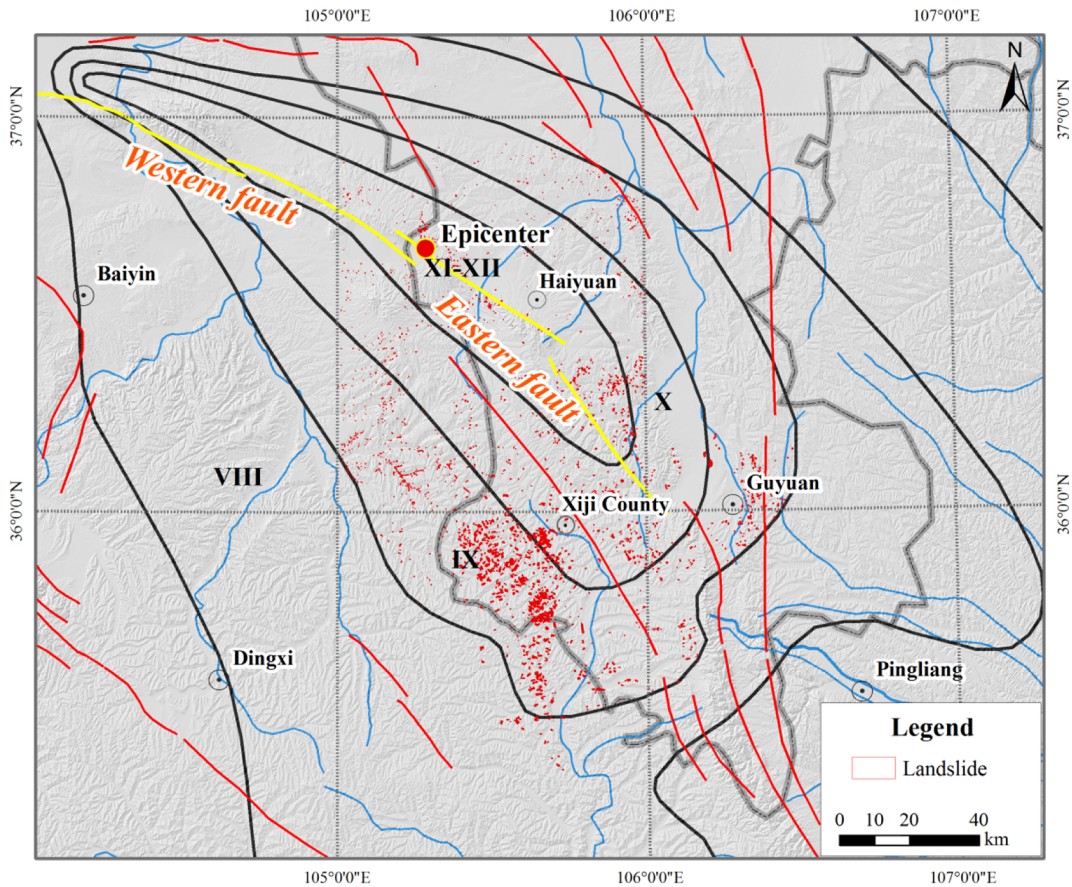 105°0'0"E
106°0'0"E
107°0'0"E
N
37°0'0"N
37°0'0"N
Western fault
Epicenter
XI-XII
Baiyin
Haiyuan
Eastern fault
X
VIII
Guyuan
Xiji County
36°0'0"N
36°0'0"N
IX
Dingxi
Pingliang
Legend
Landslide
0 10 20 40
km
105°0'0"E
106°0'0"E
107°0'0"E